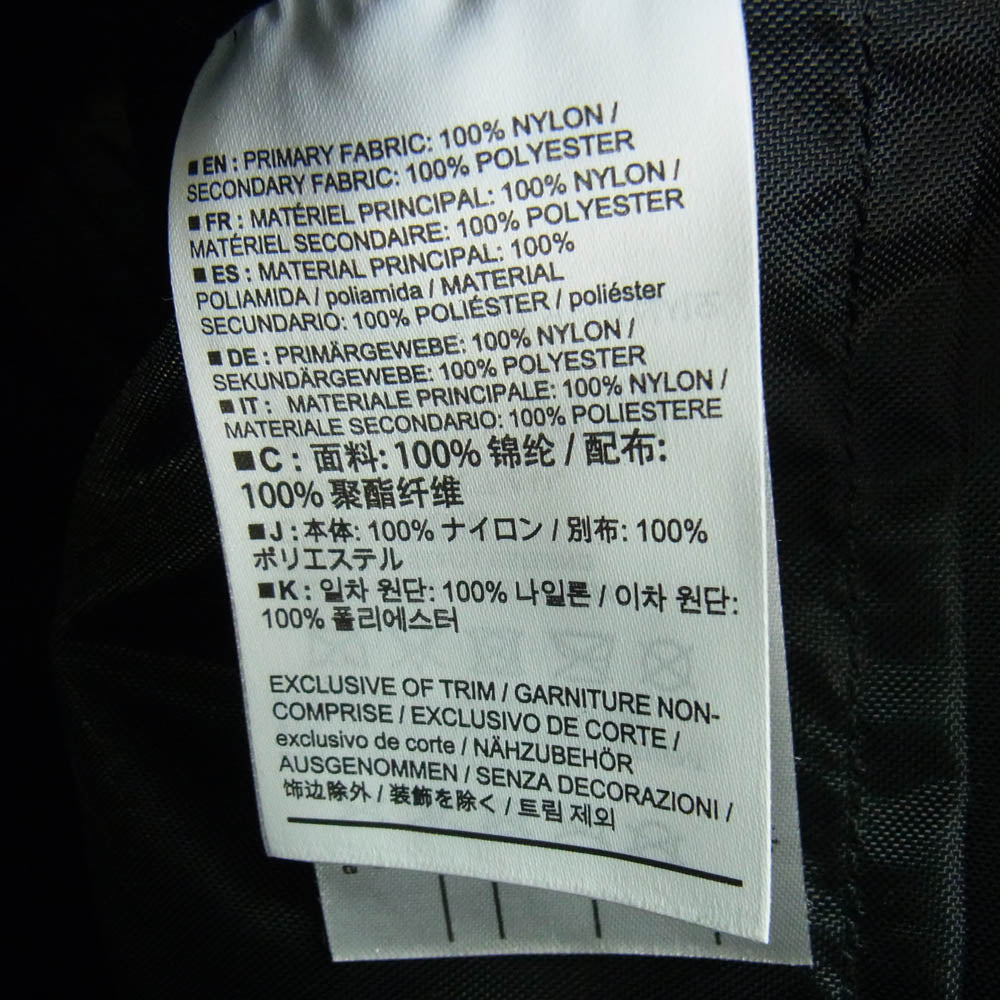 ■ EN : PRIMARY FABRIC: 100% NYLON /
SECONDARY FABRIC: 100% POLYESTER
■ FR : MATÉRIEL PRINCIPAL: 100% NYLON /
MATÉRIEL SECONDAIRE: 100% POLYESTER
■ ES : MATERIAL PRINCIPAL: 100%
POLIAMIDA / poliamida / MATERIAL
SECUNDARIO: 100% POLIÉSTER / poliéster
■ DE : PRIMÄRGEWEBE: 100% NYLON /
SEKUNDÄRGEWEBE: 100% POLYESTER
■ IT : MATERIALE PRINCIPALE: 100% NYLON /
MATERIALE SECONDARIO: 100% POLIESTERE
■ C : 面料: 100% 锦纶 / 配布:
100% 聚酯纤维
■ J : 本体: 100% ナイロン / 別布: 100%
ポリエステル
■ K : 일차 원단: 100% 나일론 / 이차 원단:
100% 폴리에스터
EXCLUSIVE OF TRIM / GARNITURE NON-
COMPRISE / EXCLUSIVO DE CORTE /
exclusivo de corte / NÄHZUBEHÖR
AUSGENOMMEN / SENZA DECORAZIONI /
饰边除外 / 装飾を除く / 트림 제외